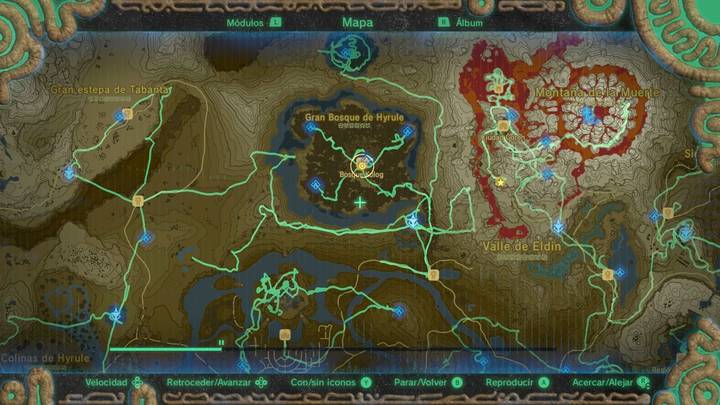 Módulos L
Mapa
R Álbum
Gran estepa de Tabanta
Montaña de la Muerte
Gran Bosque de Hyrule
Bosque Kolog
Valle de Eldin
Colinas de Hyrule
Velocidad
Retroceder/Avanzar
Con/sin iconos Y
Parar/Volver B
Reproducir A
Acercar/Alejar R